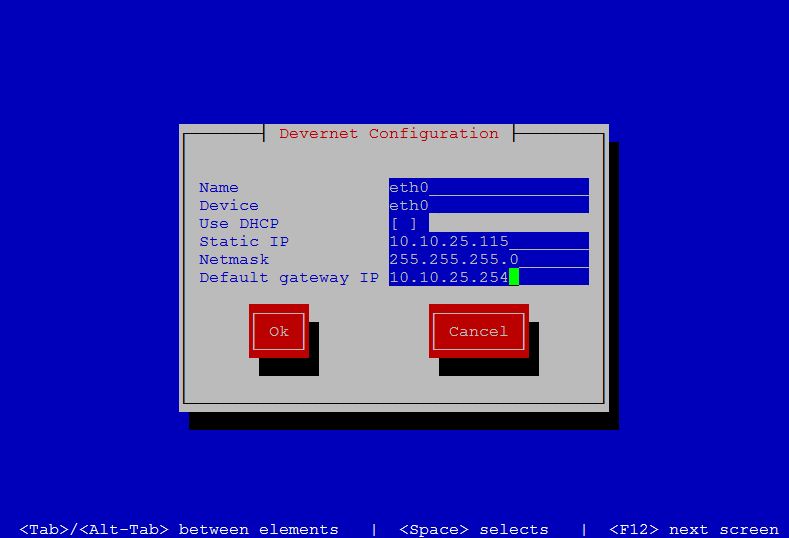 Devernet Configuration
Name eth0
Device eth0
Use DHCP [ ]
Static IP 10.10.25.115
Netmask 255.255.255.0
Default gateway IP 10.10.25.254
Ok Cancel
<Tab>/<Alt-Tab> between elements | <Space> selects | <F12> next screen